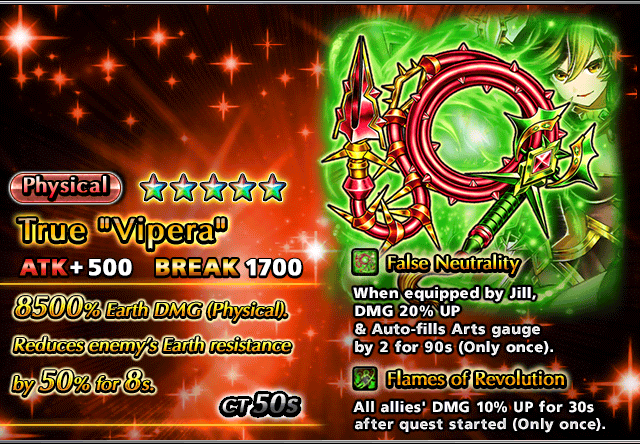 Physical
True "Vipera"
ATK+500 BREAK 1700
8500% Earth DMG (Physical).
Reduces enemy's Earth resistance
by 50% for 8s.
CT 50s
False Neutrality
When equipped by Jill,
DMG 20% UP
& Auto-fills Arts gauge
by 2 for 90s (Only once).
Flames of Revolution
All allies' DMG 10% UP for 30s
after quest started (Only once).